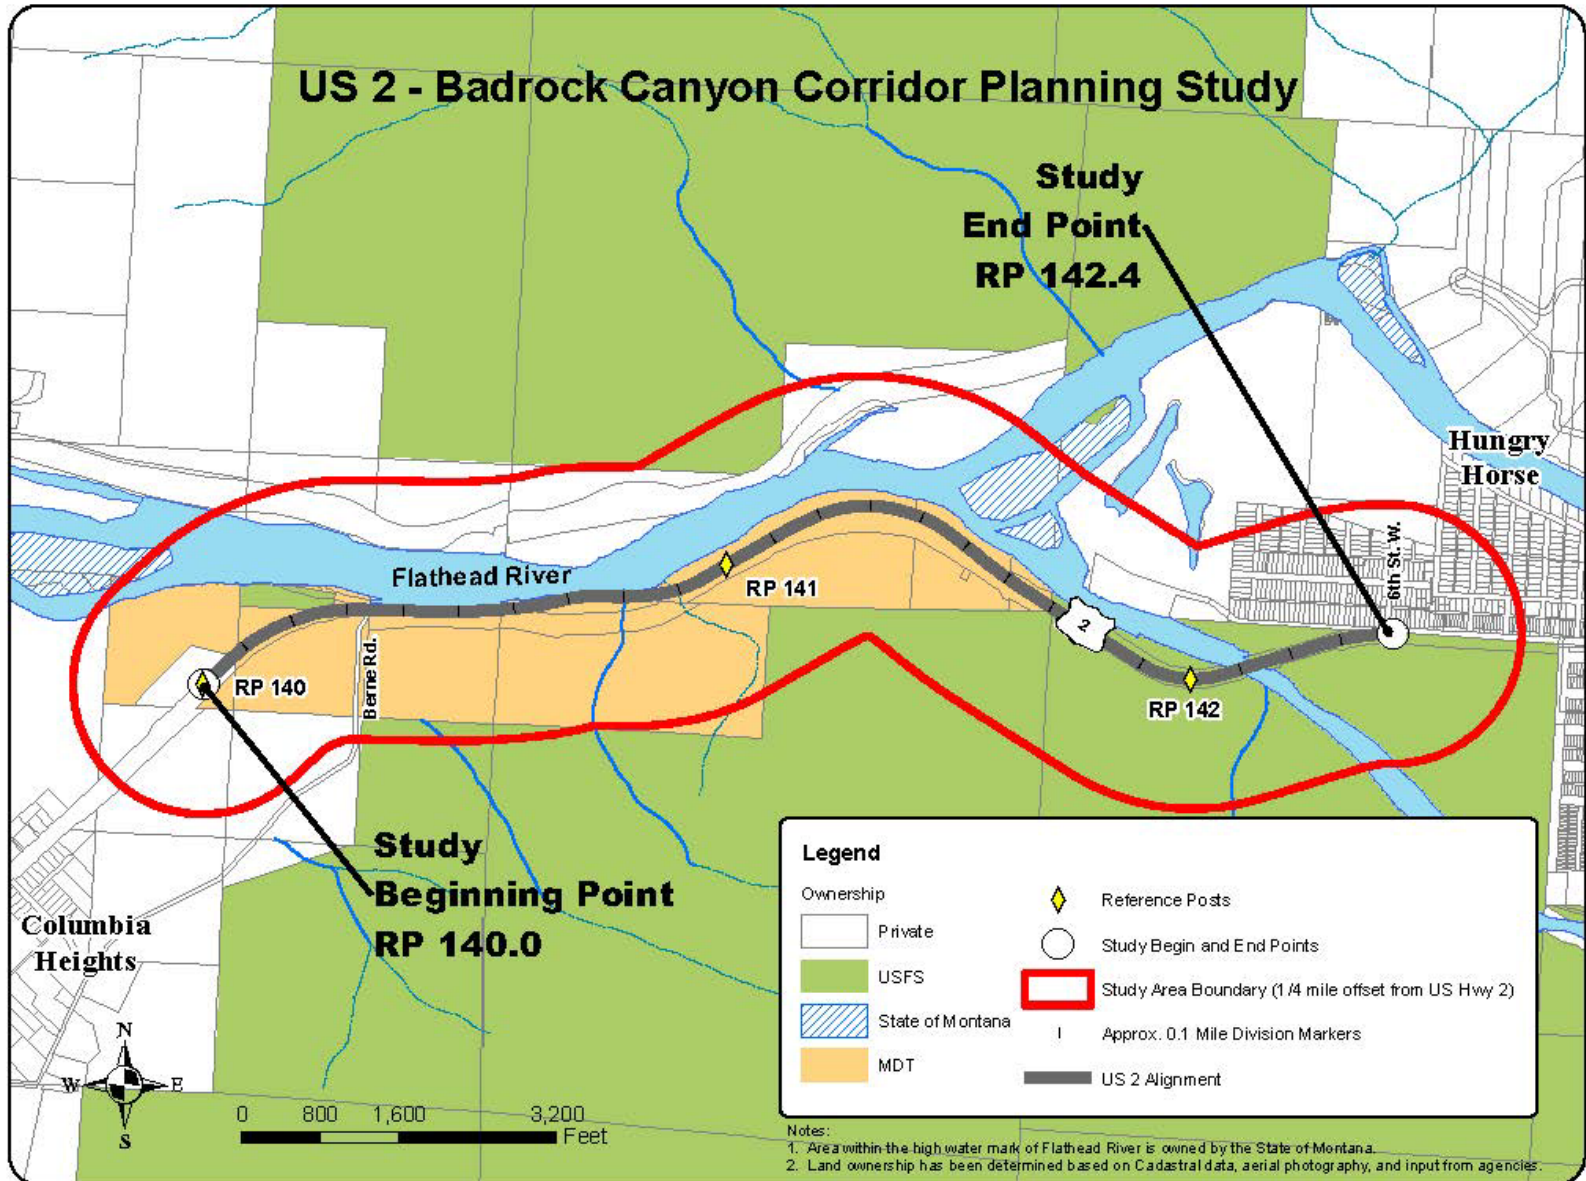 US 2 - Badrock Canyon Corridor Planning Study
Study
End Point
RP 142.4
Hungry
Horse
6th St. W.
Flathead River
RP 141
2
RP 140
Berne Rd.
RP 142
Study
Beginning Point
RP 140.0
Columbia
Heights
N
W
E
S
0
800
1,600
3,200
Feet
Legend
Ownership
Private
USFS
State of Montana
MDT
Reference Posts
Study Begin and End Points
Study Area Boundary (1/4 mile offset from US Hwy 2)
Approx. 0.1 Mile Division Markers
US 2 Alignment
Notes:
1. Area within the high water mark of Flathead River is owned by the State of Montana.
2. Land ownership has been determined based on Cadastral data, aerial photography, and input from agencies.